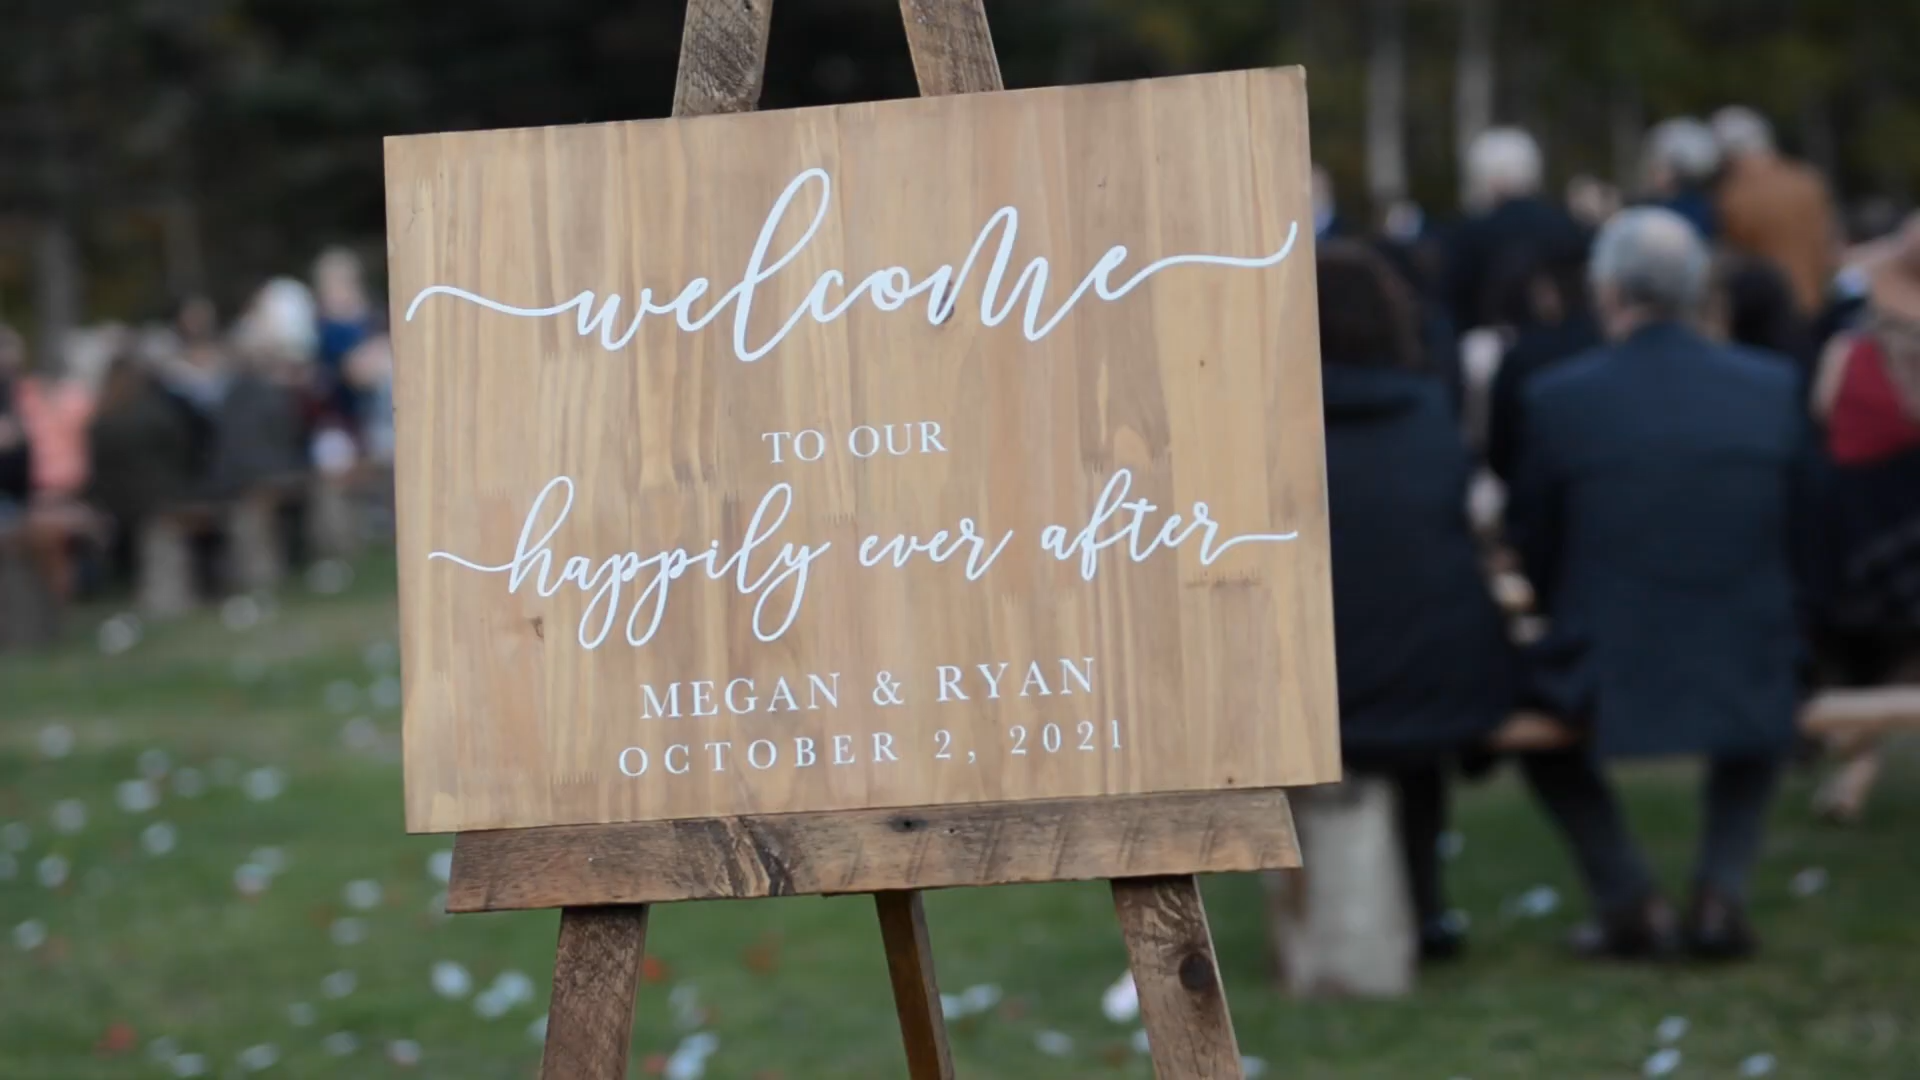 welcome
TO OUR
happily ever after
MEGAN & RYAN
OCTOBER 2, 2021